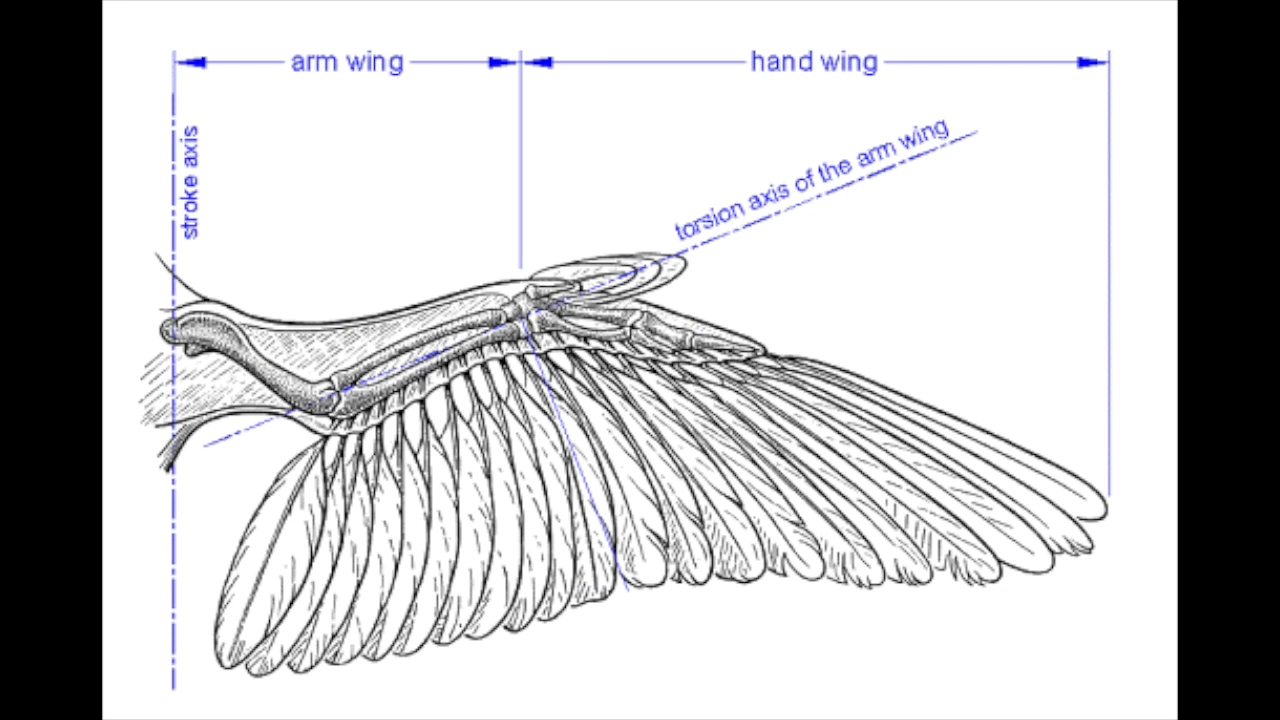 arm wing
hand wing
stroke axis
torsion axis of the arm wing